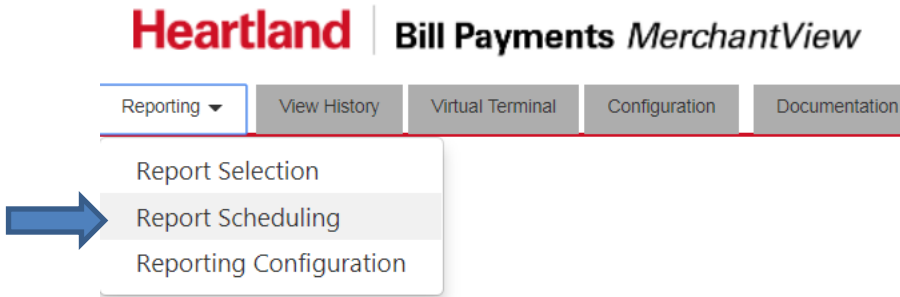 Heartland Bill Payments MerchantView
Reporting View History Virtual Terminal Configuration Documentation
Report Selection
Report Scheduling
Reporting Configuration